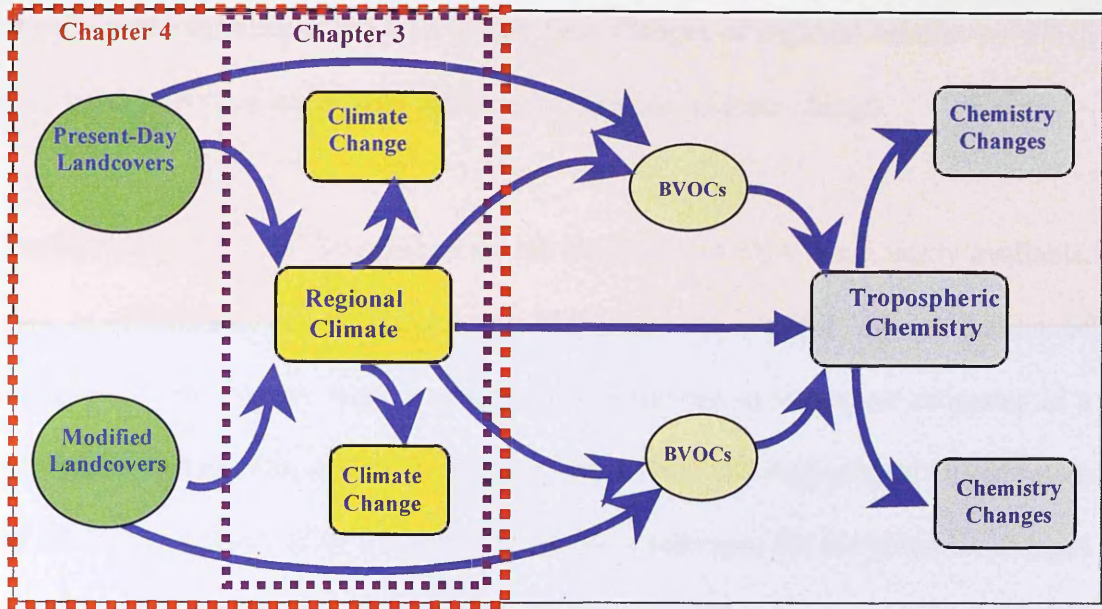 Chapter 4
Chapter 3
Present-Day
Landcovers
Climate
Change
BVOCs
Chemistry
Changes
Regional
Climate
Tropospheric
Chemistry
Modified
Landcovers
Climate
Change
BVOCs
Chemistry
Changes